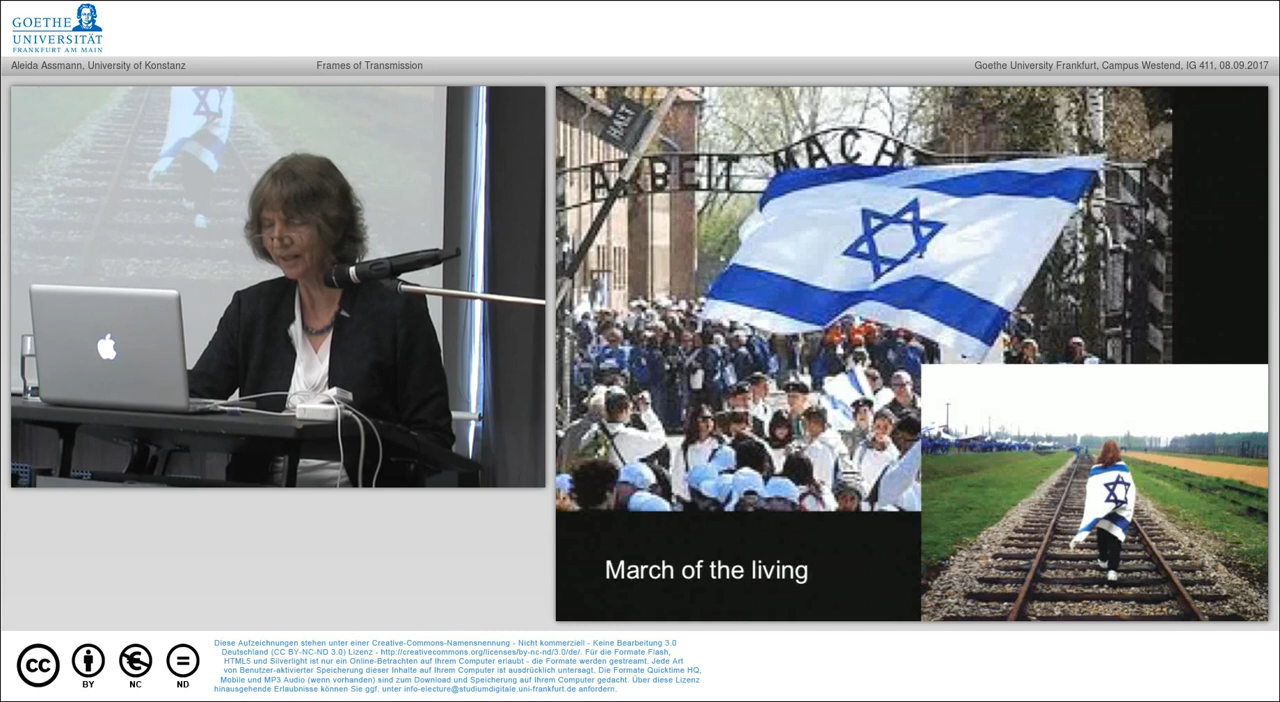 GOETHE
UNIVERSITÄT
FRANKFURT AM MAIN
Aleida Assmann, University of Konstanz
Frames of Transmission
Goethe University Frankfurt, Campus Westend, IG 411, 08.09.2017
HALT
ARBEIT MACH
March of the living
cc
BY
NC
ND
Diese Aufzeichnungen stehen unter einer Creative-Commons-Namensnennung - Nicht kommerziell - Keine Bearbeitung 3.0
Deutschland (CC BY-NC-ND 3.0) Lizenz - http://creativecommons.org/licenses/by-nc-nd/3.0/de/. Für die Formate Flash,
HTML5 und Silverlight ist nur ein Online-Betrachten auf Ihrem Computer erlaubt - die Formate werden gestreamt. Jede Art
von Benutzer-aktivierter Speicherung dieser Inhalte auf Ihrem Computer ist ausdrücklich untersagt. Die Formate Quicktime HQ,
Mobile und MP3 Audio (wenn vorhanden) sind zum Download und Speicherung auf Ihrem Computer gedacht. Über diese Lizenz
hinausgehende Erlaubnisse können Sie ggf. unter info-electure@studiumdigitale.uni-frankfurt.de anfordern.